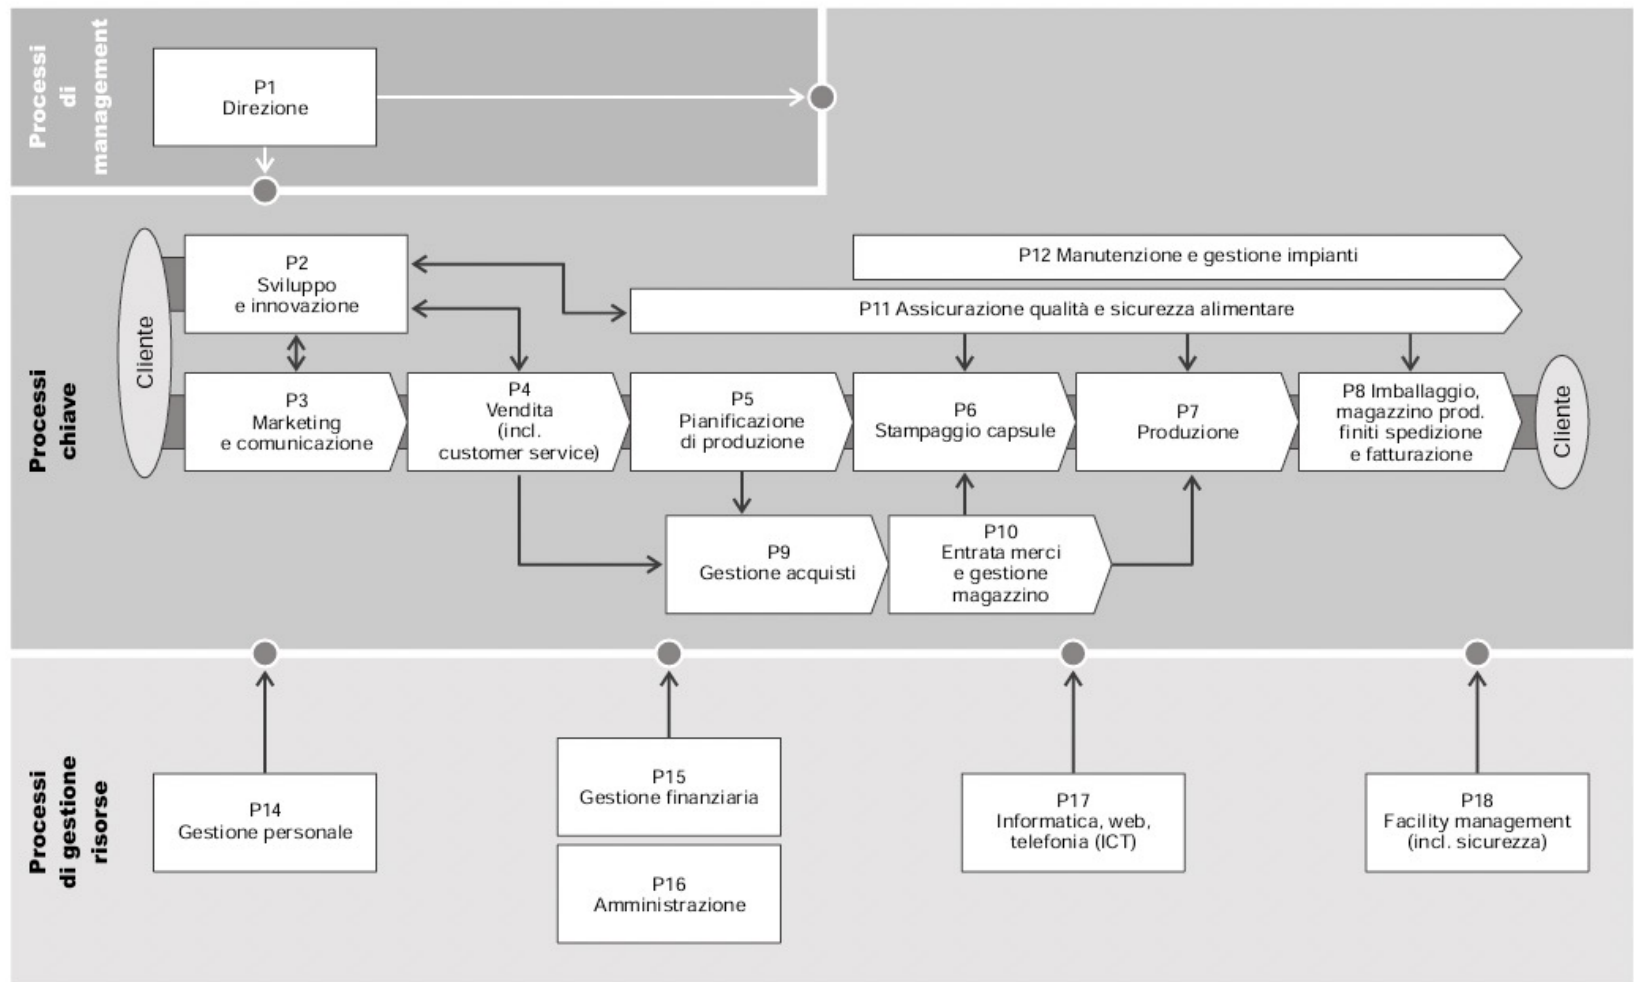 Processi
di
management
P1
Direzione
Processi
chiave
Cliente
P2
Sviluppo
e innovazione
P12 Manutenzione e gestione impianti
P11 Assicurazione qualità e sicurezza alimentare
P3
Marketing
e comunicazione
P4
Vendita
(incl.
customer service)
P5
Pianificazione
di produzione
P6
Stampaggio capsule
P7
Produzione
P8 Imballaggio,
magazzino prod.
finiti spedizione
e fatturazione
Cliente
P9
Gestione acquisti
P10
Entrata merci
e gestione
magazzino
Processi
di gestione
risorse
P14
Gestione personale
P15
Gestione finanziaria
P16
Amministrazione
P17
Informatica, web,
telefonia (ICT)
P18
Facility management
(incl. sicurezza)